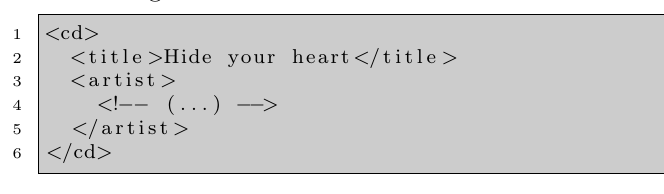 1 <cd>
2 <title>Hide your heart</title>
3 <artist>
4 <!-- (...) -->
5 </artist>
6 </cd>